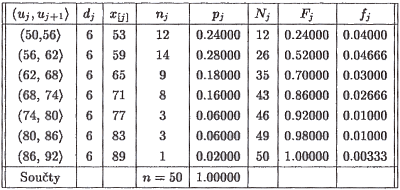 ⟨u_j, u_{j+1}⟩ d_j x_{[j]} n_j p_j N_j F_j f_j
⟨50,56⟩ 6 53 12 0.24000 12 0.24000 0.04000
(56, 62⟩ 6 59 14 0.28000 26 0.52000 0.04666
(62, 68⟩ 6 65 9 0.18000 35 0.70000 0.03000
(68, 74⟩ 6 71 8 0.16000 43 0.86000 0.02666
(74, 80⟩ 6 77 3 0.06000 46 0.92000 0.01000
(80, 86⟩ 6 83 3 0.06000 49 0.98000 0.01000
(86, 92⟩ 6 89 1 0.02000 50 1.00000 0.00333
Součty n = 50 1.00000